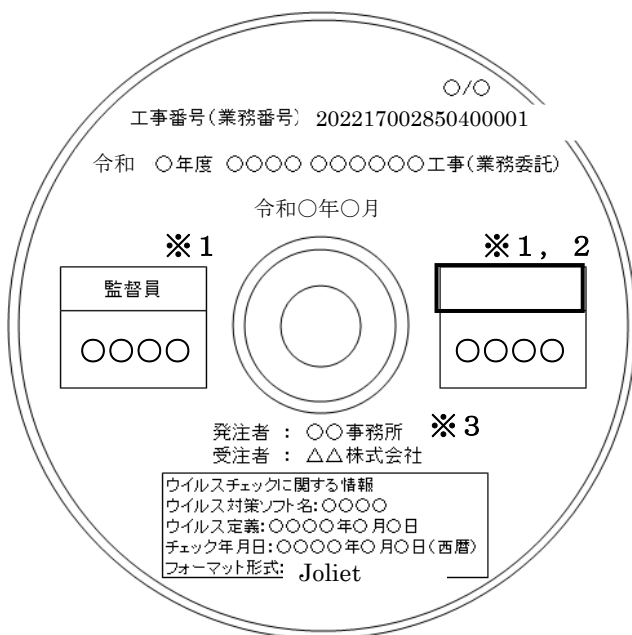 ○/○
工事番号(業務番号) 202217002850400001
令和 ○年度 ○○○○ ○○○○○○工事(業務委託)
令和○年○月
※1
※1, 2
監督員
○○○○
○○○○
発注者 : ○○事務所 ※3
受注者 : △△株式会社
ウイルスチェックに関する情報
ウイルス対策ソフト名:○○○○
ウイルス定義:○○○○年○月○日
チェック年月日:○○○○年○月○日(西暦)
フォーマット形式: Joliet